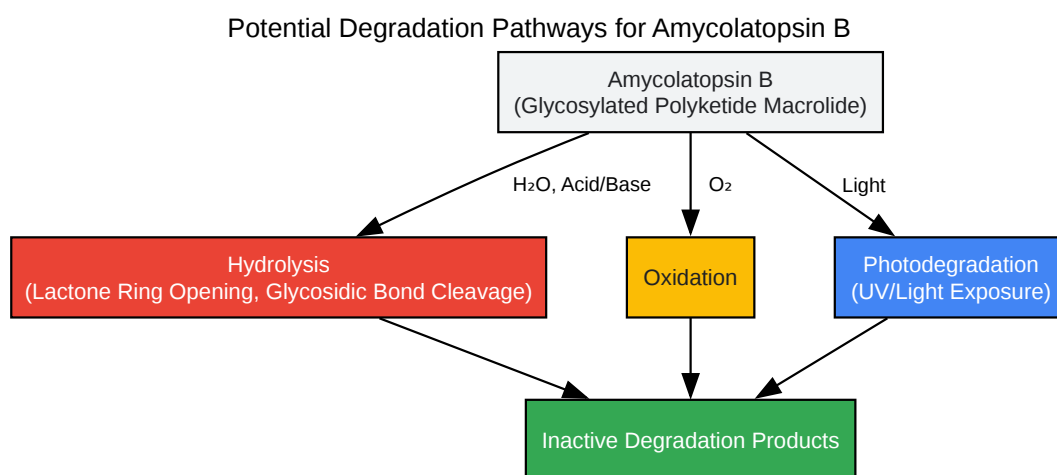 Potential Degradation Pathways for Amycolatopsin B
Amycolatopsin B
(Glycosylated Polyketide Macrolide)
H₂O, Acid/Base
O₂
Light
Hydrolysis
(Lactone Ring Opening, Glycosidic Bond Cleavage)
Oxidation
Photodegradation
(UV/Light Exposure)
Inactive Degradation Products